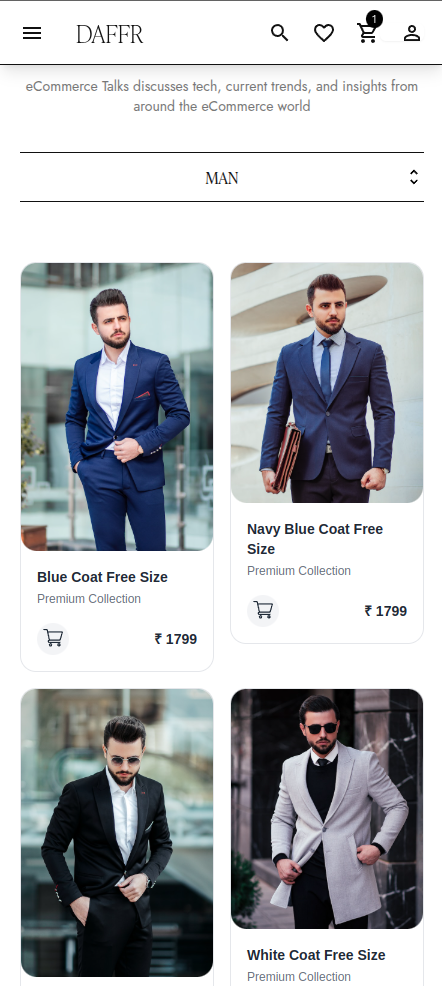 DAFFR
1
eCommerce Talks discusses tech, current trends, and insights from
around the eCommerce world
MAN
Blue Coat Free Size
Premium Collection
₹ 1799
Navy Blue Coat Free
Size
Premium Collection
₹ 1799
White Coat Free Size
Premium Collection